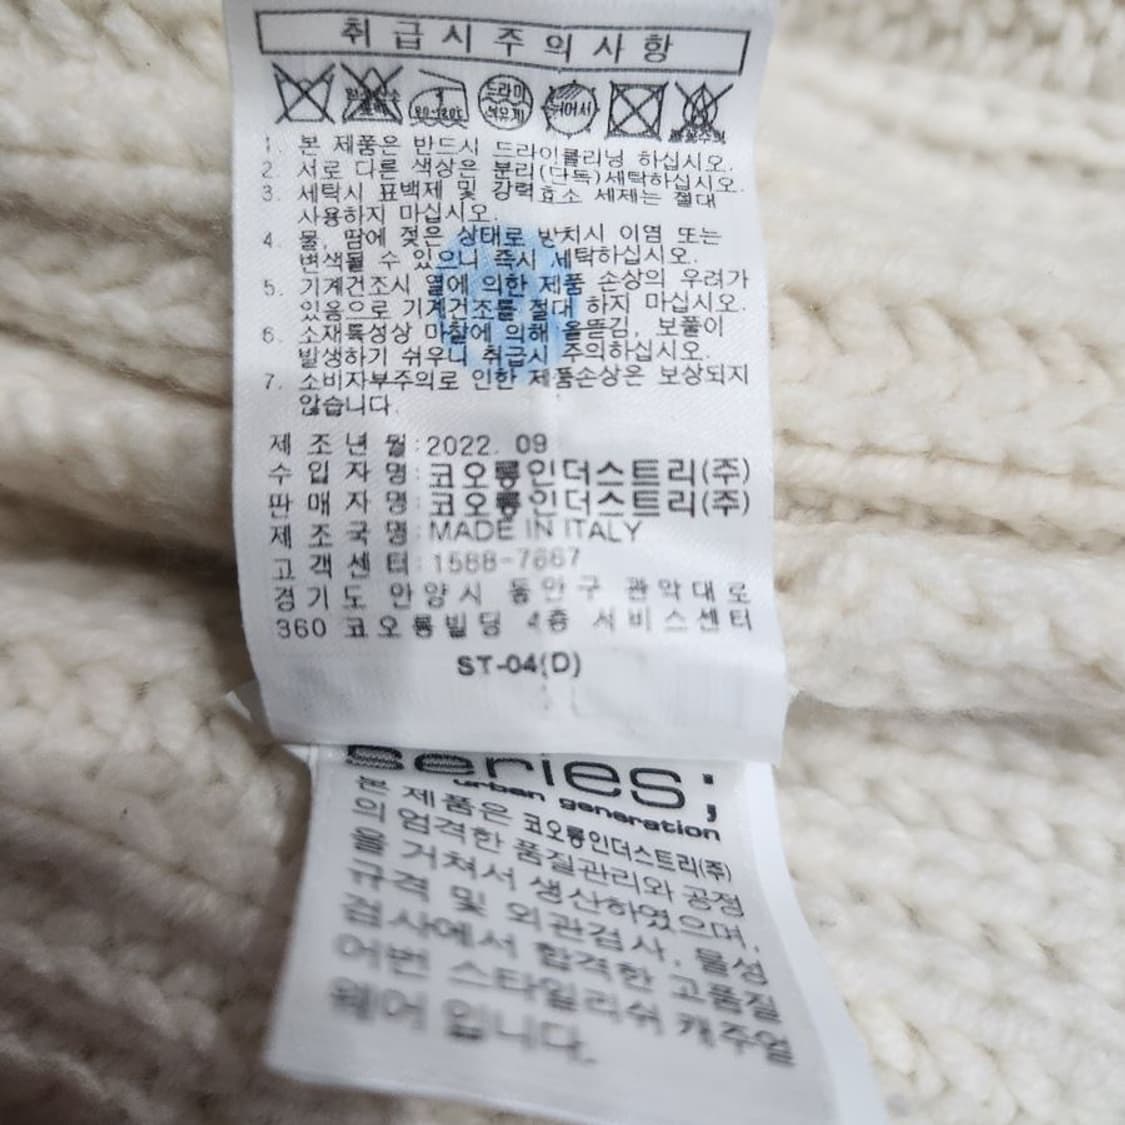 취급시주의사항
드라이
석유계
뉘어서
1. 본 제품은 반드시 드라이클리닝 하십시오.
2. 서로 다른 색상은 분리(단독)세탁하십시오.
3. 세탁시 표백제 및 강력효소 세제는 절대
사용하지 마십시오.
4. 물, 땀에 젖은 상태로 방치시 이염 또는
변색될 수 있으니 즉시 세탁하십시오.
5. 기계건조시 열에 의한 제품 손상의 우려가
있음으로 기계건조를 절대 하지 마십시오.
6. 소재특성상 마찰에 의해 올뜯김, 보풀이
발생하기 쉬우니 취급시 주의하십시오.
7. 소비자부주의로 인한 제품손상은 보상되지
않습니다.
제 조 년 월 : 2022. 09
수 입 자 명 : 코오롱인더스트리(주)
판 매 자 명 : 코오롱인더스트리(주)
제 조 국 명 : MADE IN ITALY
고 객 센 터 : 1588-7667
경기도 안양시 동안구 관악대로
360 코오롱빌딩 4층 서비스센터
ST-04(D)
series;
urban generation
본 제품은 코오롱인더스트리(주)
의 엄격한 품질관리와 공정
을 거쳐서 생산하였으며,
규격 및 외관검사, 물성
검사에서 합격한 고품질
어번 스타일리쉬 캐주얼
웨어 입니다.